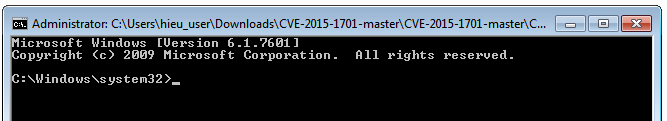 Administrator: C:\Users\hieu_user\Downloads\CVE-2015-1701-master\CVE-2015-1701-master\C...
Microsoft Windows [Version 6.1.7601]
Copyright (c) 2009 Microsoft Corporation.  All rights reserved.
C:\Windows\system32>_